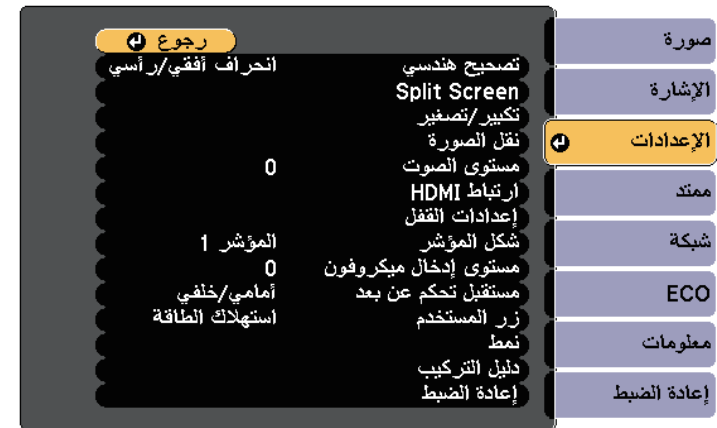 صورة
الإشارة
الإعدادات
ممتد
شبكة
ECO
معلومات
إعادة الضبط
رجوع
تصحيح هندسي انحراف أفقي/رأسي
Split Screen
تكبير/تصغير
نقل الصورة
مستوى الصوت 0
ارتباط HDMI
إعدادات القفل
شكل المؤشر المؤشر 1
مستوى إدخال ميكروفون 0
مستقبل تحكم عن بعد أمامي/خلفي
زر المستخدم استهلاك الطاقة
نمط
دليل التركيب
إعادة الضبط